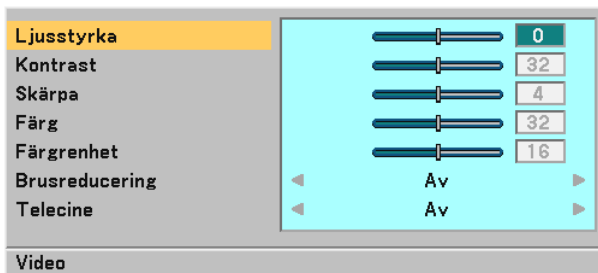 Ljusstyrka 0
Kontrast 32
Skärpa 4
Färg 32
Färgrenhet 16
Brusreducering Av
Telecine Av
Video